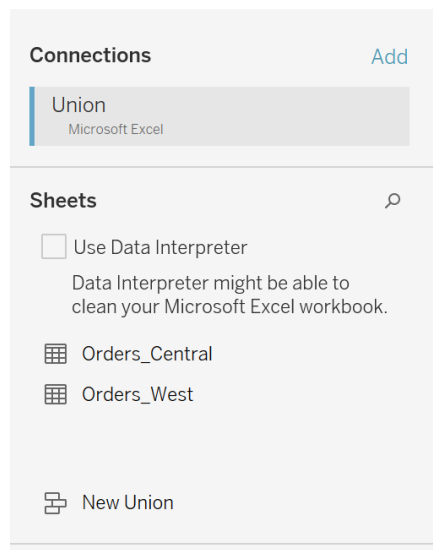 Connections
Add
Union
Microsoft Excel
Sheets
Use Data Interpreter
Data Interpreter might be able to
clean your Microsoft Excel workbook.
Orders_Central
Orders_West
New Union